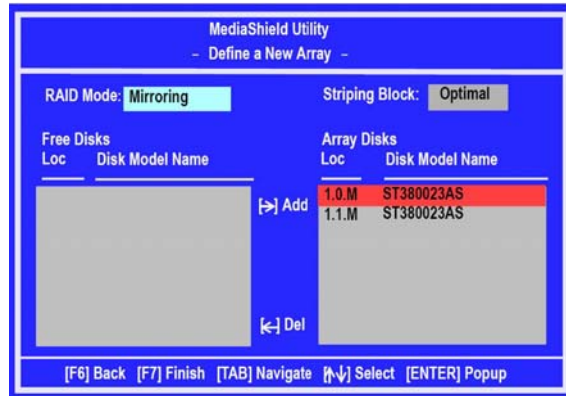 MediaShield Utility
- Define a New Array -
RAID Mode: Mirroring
Striping Block: Optimal
Free Disks
Loc Disk Model Name
Array Disks
Loc Disk Model Name
[→] Add
1.0.M ST380023AS
1.1.M ST380023AS
[←] Del
[F6] Back [F7] Finish [TAB] Navigate [↑↓] Select [ENTER] Popup